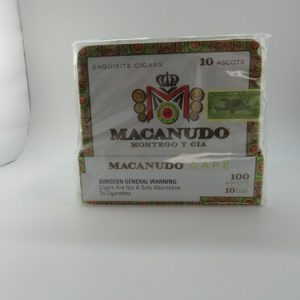 EXQUISITE CIGARS 10 ASCOTS
M
MACANUDO
MONTEGO Y CIA
MACANUDO CAFÉ
SURGEON GENERAL WARNING:
Cigars Are Not A Safe Alternative
To Cigarettes.
100
ASCOTS
10